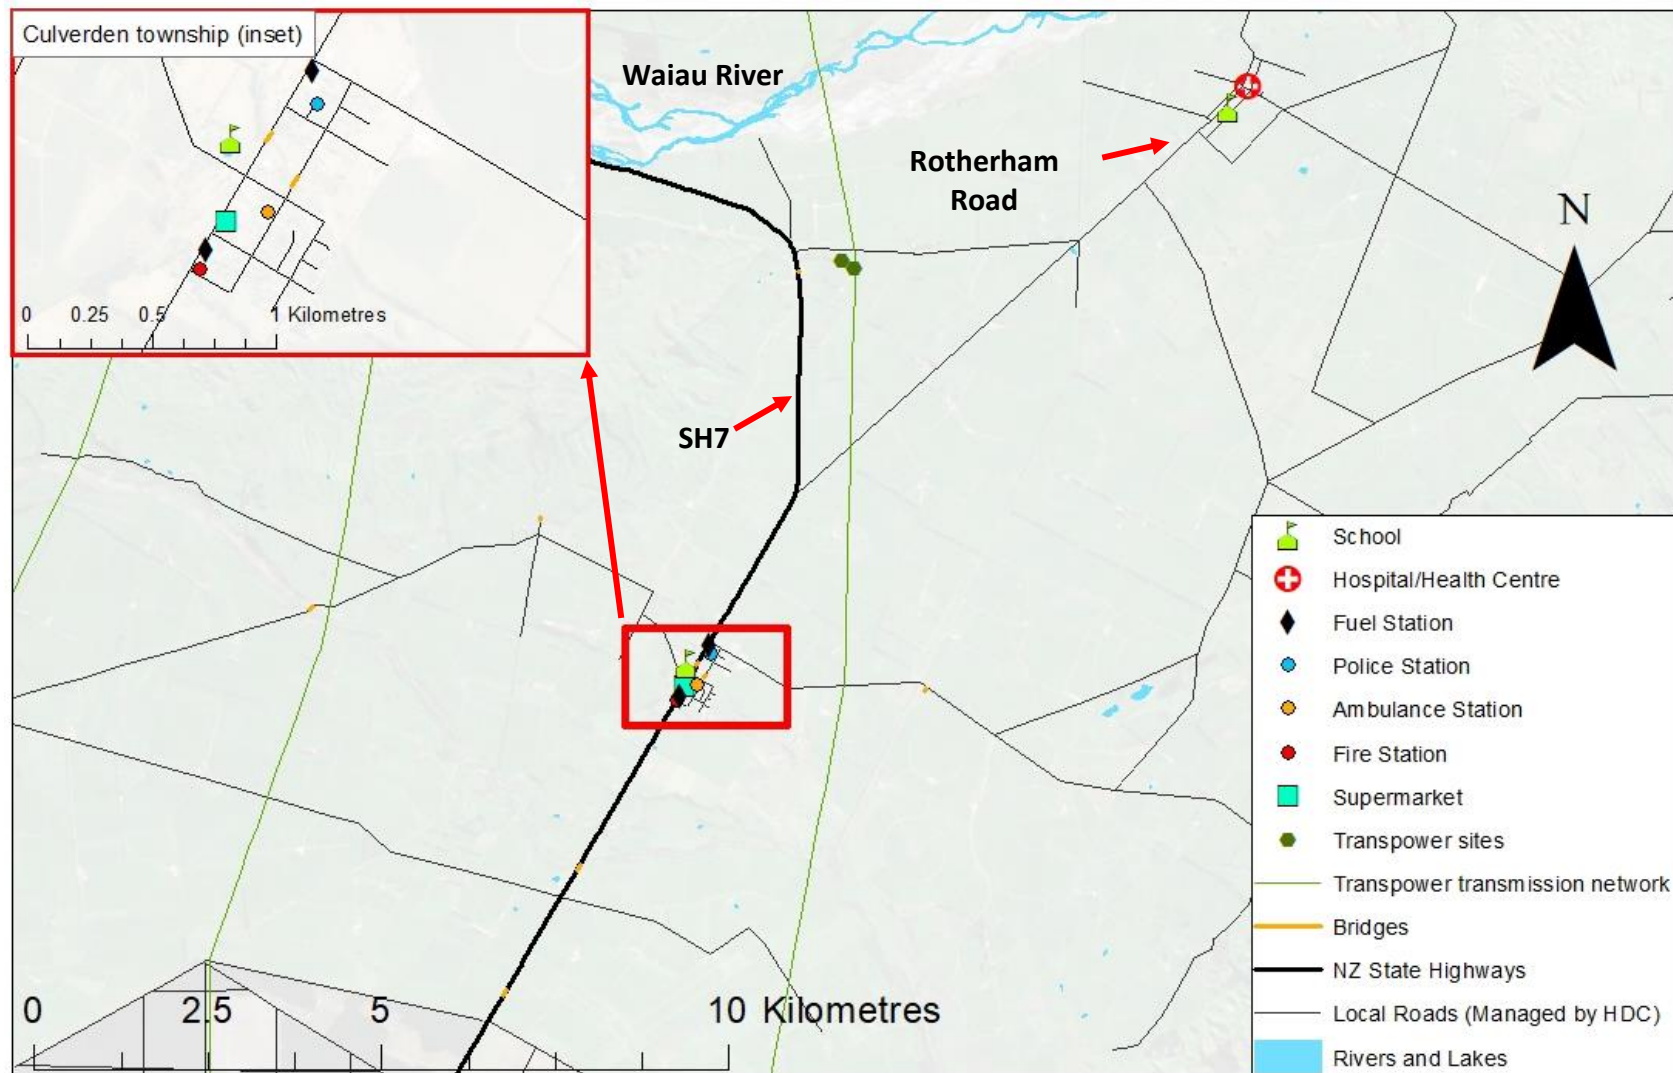 Culverden township (inset)
0 0.25 0.5 1 Kilometres
Waiau River
Rotherham
Road
N
SH7
School
Hospital/Health Centre
Fuel Station
Police Station
Ambulance Station
Fire Station
Supermarket
Transpower sites
Transpower transmission network
Bridges
NZ State Highways
Local Roads (Managed by HDC)
Rivers and Lakes
0 2.5 5 10 Kilometres